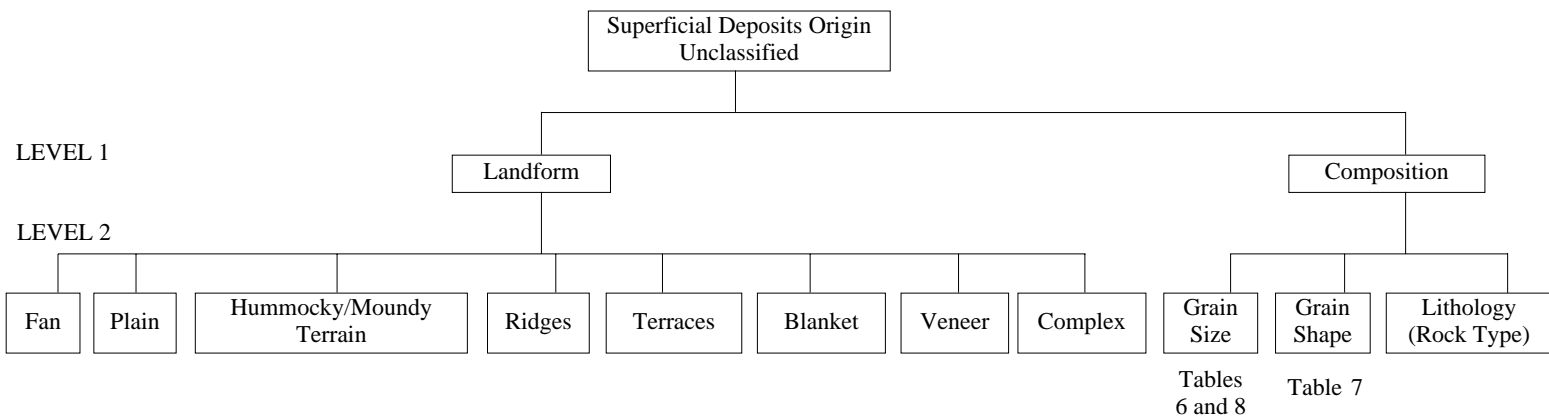 Superficial Deposits Origin
Unclassified
LEVEL 1
Landform
Composition
LEVEL 2
Fan
Plain
Hummocky/Moundy
Terrain
Ridges
Terraces
Blanket
Veneer
Complex
Grain
Size
Grain
Shape
Lithology
(Rock Type)
Tables
6 and 8
Table 7